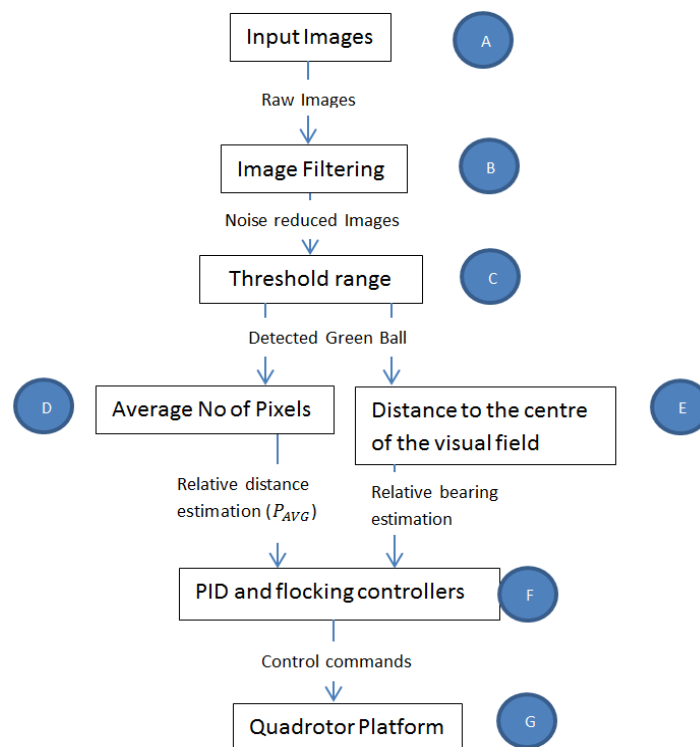 Input Images
A
Raw Images
Image Filtering
B
Noise reduced Images
Threshold range
C
Detected Green Ball
D
Average No of Pixels
Distance to the centre
of the visual field
E
Relative distance
estimation (P_AVG)
Relative bearing
estimation
PID and flocking controllers
F
Control commands
Quadrotor Platform
G